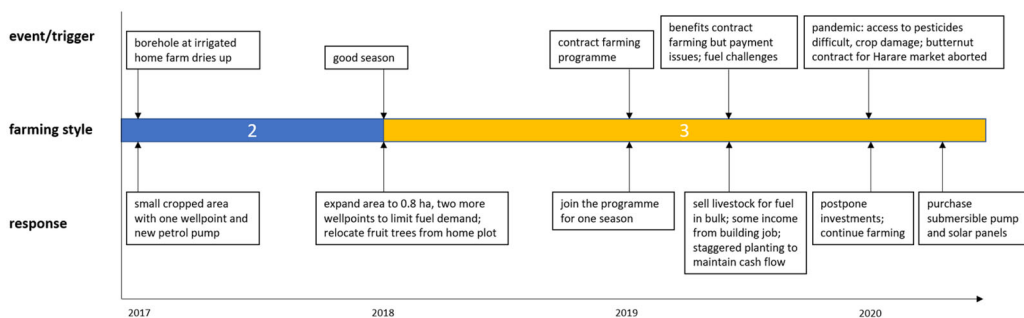 event/trigger
borehole at irrigated
home farm dries up
good season
contract farming
programme
benefits contract
farming but payment
issues; fuel challenges
pandemic: access to pesticides
difficult, crop damage; butternut
contract for Harare market aborted
farming style
2
3
response
small cropped area
with one wellpoint and
new petrol pump
expand area to 0.8 ha, two more
wellpoints to limit fuel demand;
relocate fruit trees from home plot
join the programme
for one season
sell livestock for fuel
in bulk; some income
from building job;
staggered planting to
maintain cash flow
postpone
investments;
continue farming
purchase
submersible pump
and solar panels
2017
2018
2019
2020